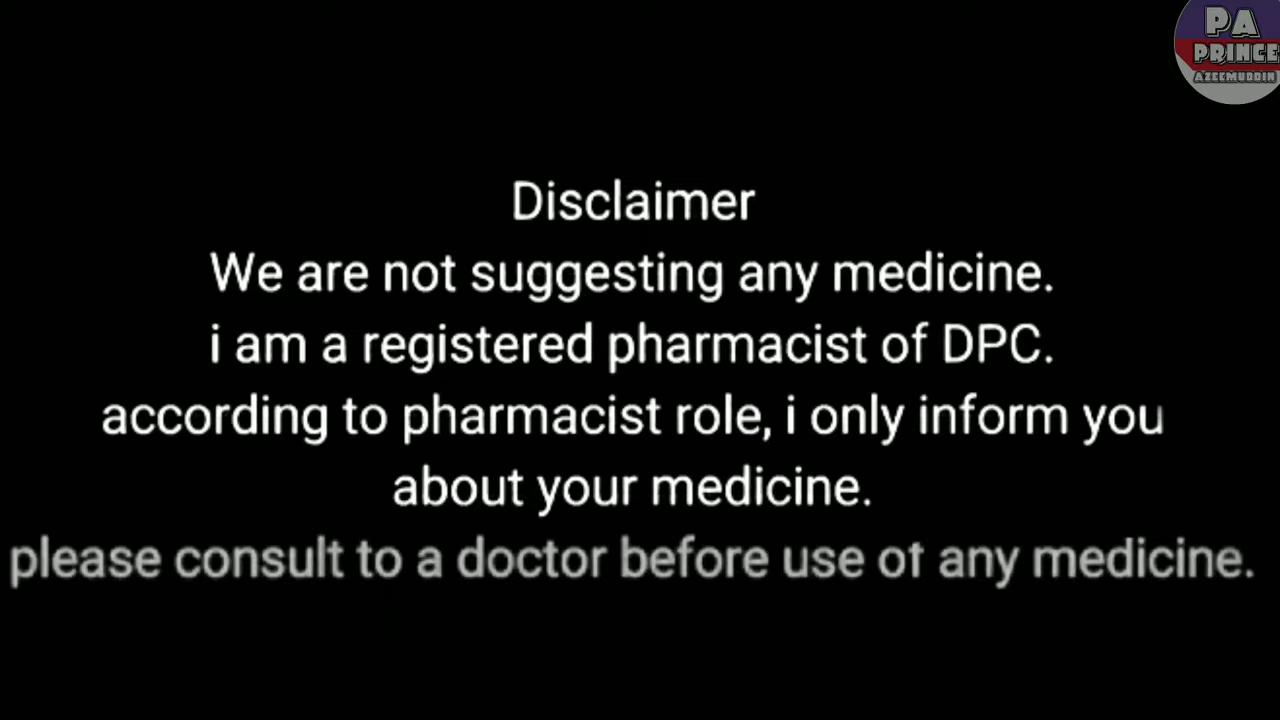 PA
PRINCE
AZEEMUDDIN
Disclaimer
We are not suggesting any medicine.
i am a registered pharmacist of DPC.
according to pharmacist role, i only inform you
about your medicine.
please consult to a doctor before use of any medicine.